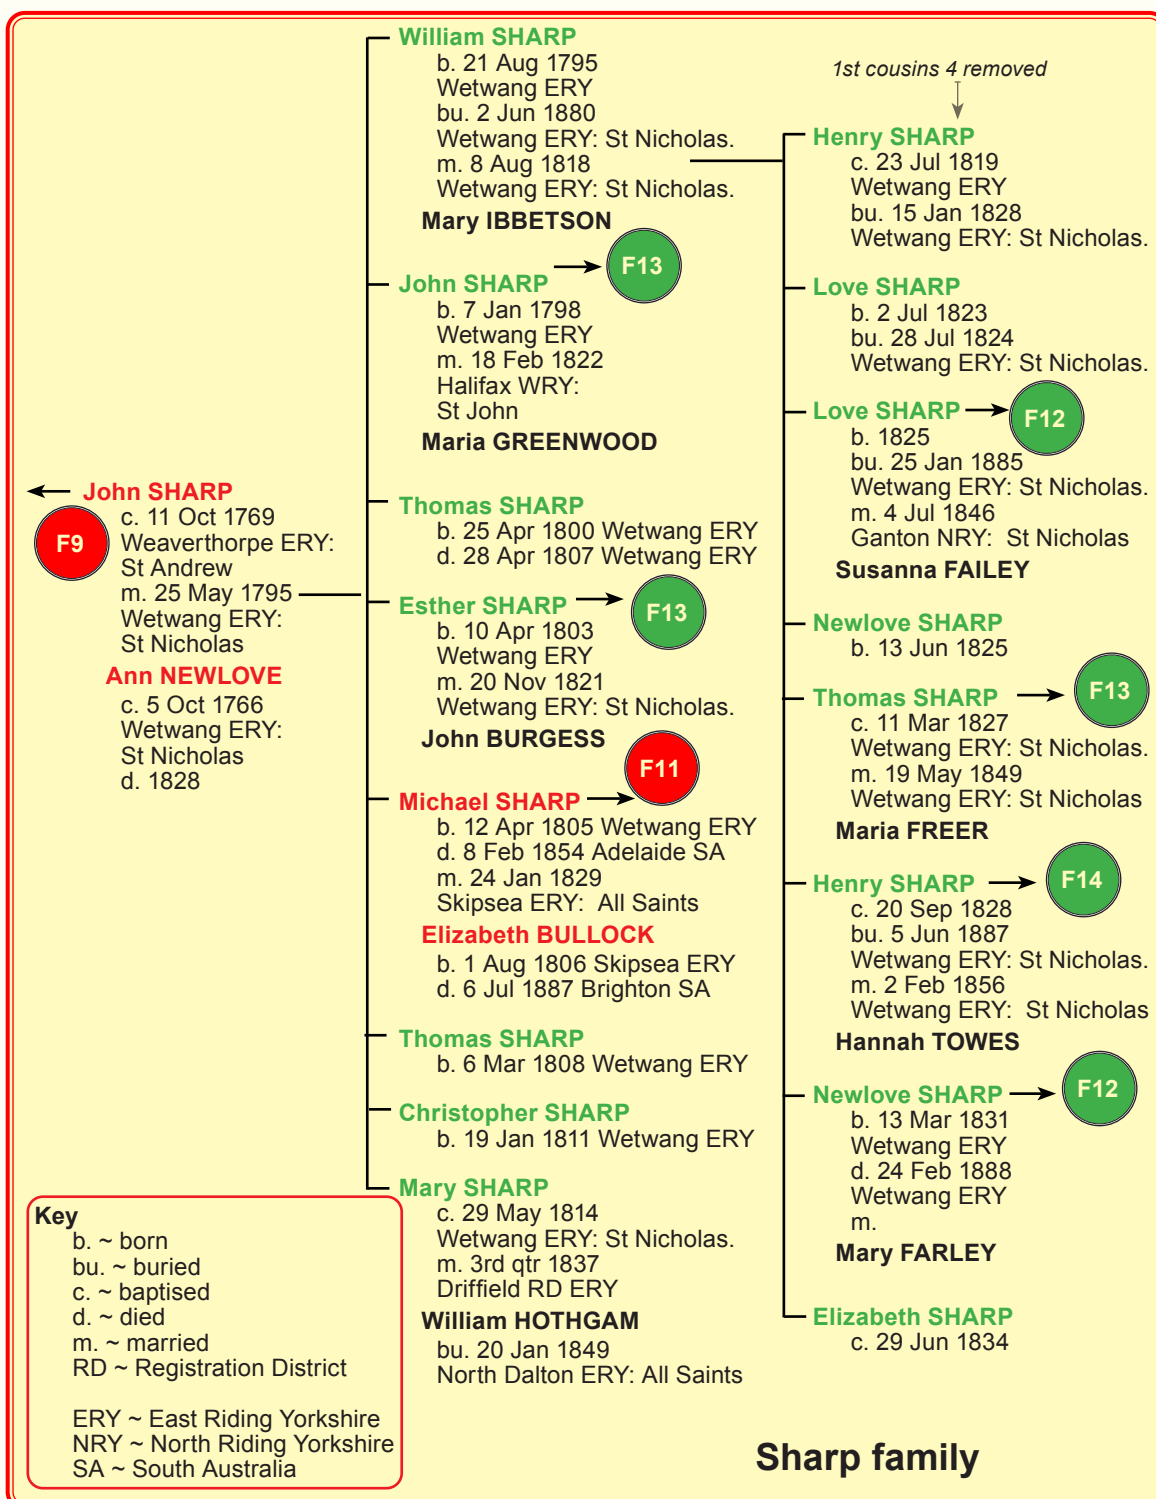 John SHARP
F9
c. 11 Oct 1769
Weaverthorpe ERY:
St Andrew
m. 25 May 1795
Wetwang ERY:
St Nicholas
Ann NEWLOVE
c. 5 Oct 1766
Wetwang ERY:
St Nicholas
d. 1828
William SHARP
b. 21 Aug 1795
Wetwang ERY
bu. 2 Jun 1880
Wetwang ERY: St Nicholas.
m. 8 Aug 1818
Wetwang ERY: St Nicholas.
Mary IBBETSON
John SHARP
F13
b. 7 Jan 1798
Wetwang ERY
m. 18 Feb 1822
Halifax WRY:
St John
Maria GREENWOOD
Thomas SHARP
b. 25 Apr 1800 Wetwang ERY
d. 28 Apr 1807 Wetwang ERY
Esther SHARP
F13
b. 10 Apr 1803
Wetwang ERY
m. 20 Nov 1821
Wetwang ERY: St Nicholas.
John BURGESS
Michael SHARP
F11
b. 12 Apr 1805 Wetwang ERY
d. 8 Feb 1854 Adelaide SA
m. 24 Jan 1829
Skipsea ERY: All Saints
Elizabeth BULLOCK
b. 1 Aug 1806 Skipsea ERY
d. 6 Jul 1887 Brighton SA
Thomas SHARP
b. 6 Mar 1808 Wetwang ERY
Christopher SHARP
b. 19 Jan 1811 Wetwang ERY
Mary SHARP
c. 29 May 1814
Wetwang ERY: St Nicholas.
m. 3rd qtr 1837
Driffield RD ERY
William HOTHGAM
bu. 20 Jan 1849
North Dalton ERY: All Saints
1st cousins 4 removed
Henry SHARP
c. 23 Jul 1819
Wetwang ERY
bu. 15 Jan 1828
Wetwang ERY: St Nicholas.
Love SHARP
b. 2 Jul 1823
bu. 28 Jul 1824
Wetwang ERY: St Nicholas.
Love SHARP
F12
b. 1825
bu. 25 Jan 1885
Wetwang ERY: St Nicholas.
m. 4 Jul 1846
Ganton NRY: St Nicholas
Susanna FAILEY
Newlove SHARP
b. 13 Jun 1825
Thomas SHARP
F13
c. 11 Mar 1827
Wetwang ERY: St Nicholas.
m. 19 May 1849
Wetwang ERY: St Nicholas
Maria FREER
Henry SHARP
F14
c. 20 Sep 1828
bu. 5 Jun 1887
Wetwang ERY: St Nicholas.
m. 2 Feb 1856
Wetwang ERY: St Nicholas
Hannah TOWES
Newlove SHARP
F12
b. 13 Mar 1831
Wetwang ERY
d. 24 Feb 1888
Wetwang ERY
m.
Mary FARLEY
Elizabeth SHARP
c. 29 Jun 1834
Key
b. ~ born
bu. ~ buried
c. ~ baptised
d. ~ died
m. ~ married
RD ~ Registration District
ERY ~ East Riding Yorkshire
NRY ~ North Riding Yorkshire
SA ~ South Australia
Sharp family